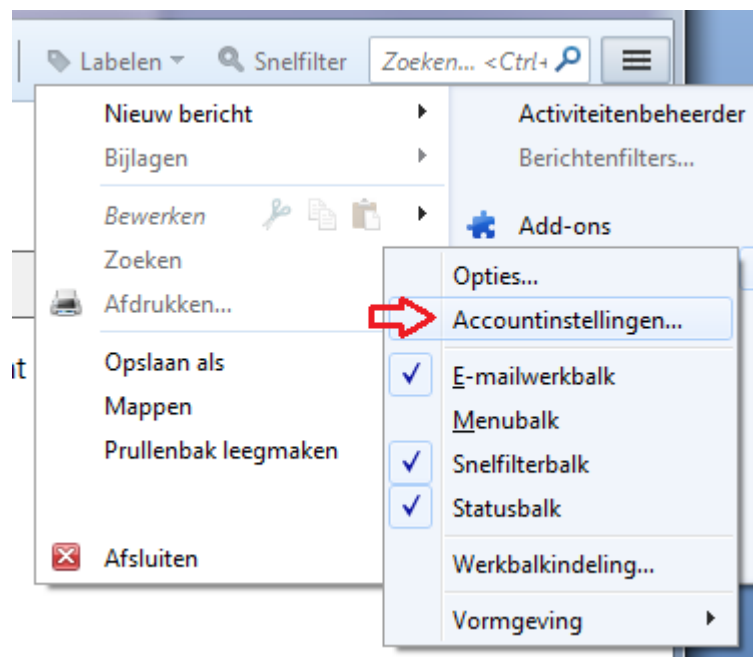 Labelen Snelfilter Zoeken... <Ctrl+
Nieuw bericht
Bijlagen
Bewerken
Zoeken
Afdrukken...
Opslaan als
Mappen
Prullenbak leegmaken
Afsluiten
Activiteitenbeheerder
Berichtenfilters...
Add-ons
Opties...
Accountinstellingen...
E-mailwerkbalk
Menubalk
Snelfilterbalk
Statusbalk
Werkbalkindeling...
Vormgeving